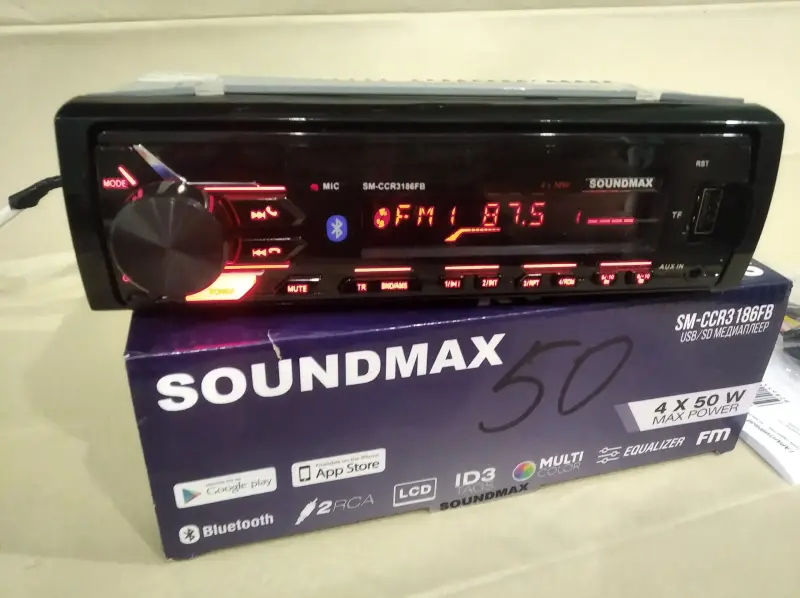 RST
MODE
MIC
SM-CCR3186FB
SOUNDMAX
FM1 87.5 1
TF
AUX IN
POWER
MUTE
TR
BND/AMS
2/INT
3/RPT
4/RDM
SM-CCR3186FB
USB/SD МЕДИАПЛЕЕР
SOUNDMAX
50
4 X 50 W
MAX POWER
Google play
App Store
Bluetooth
2RCA
LCD
ID3
TAGS
MULTI
COLOR
EQUALIZER
FM
SOUNDMAX